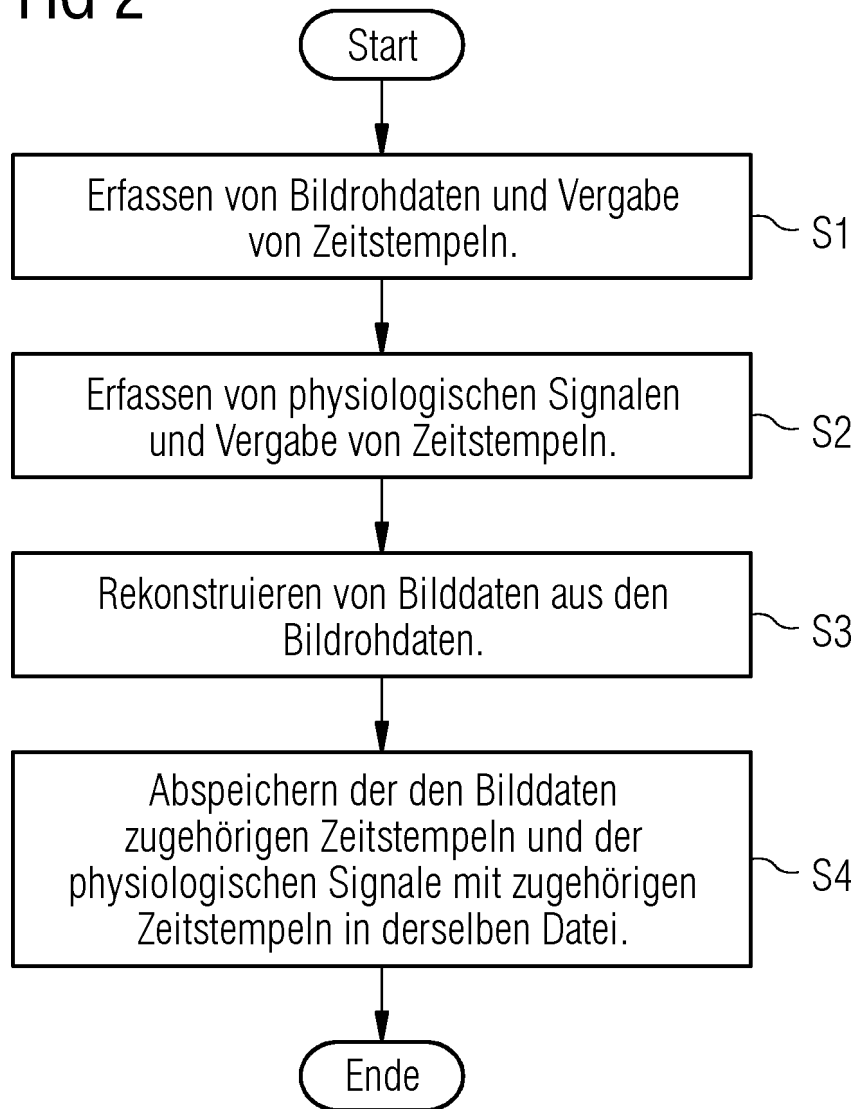 FIG 2
Start
Erfassen von Bildrohdaten und Vergabe
von Zeitstempeln.
S1
Erfassen von physiologischen Signalen
und Vergabe von Zeitstempeln.
S2
Rekonstruieren von Bilddaten aus den
Bildrohdaten.
S3
Abspeichern der den Bilddaten
zugehörigen Zeitstempeln und der
physiologischen Signale mit zugehörigen
Zeitstempeln in derselben Datei.
S4
Ende